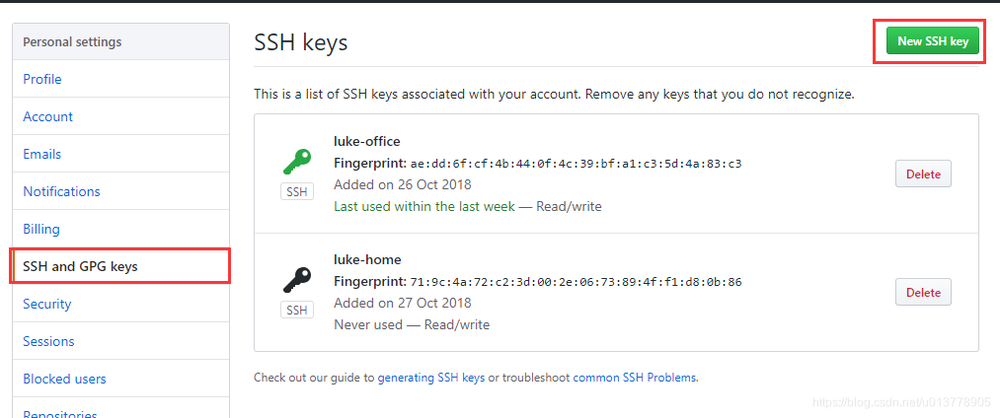 Personal settings
Profile
Account
Emails
Notifications
Billing
SSH and GPG keys
Security
Sessions
Blocked users
Repositories
SSH keys
New SSH key
This is a list of SSH keys associated with your account. Remove any keys that you do not recognize.
luke-office
Fingerprint: ae:dd:6f:cf:4b:44:0f:4c:39:bf:a1:c3:5d:4a:83:c3
Added on 26 Oct 2018
Last used within the last week — Read/write
SSH
Delete
luke-home
Fingerprint: 71:9c:4a:72:c2:3d:00:2e:06:73:89:4f:f1:d8:0b:86
Added on 27 Oct 2018
Never used — Read/write
SSH
Delete
Check out our guide to generating SSH keys or troubleshoot common SSH Problems.
https://blog.csdn.net/u013778905